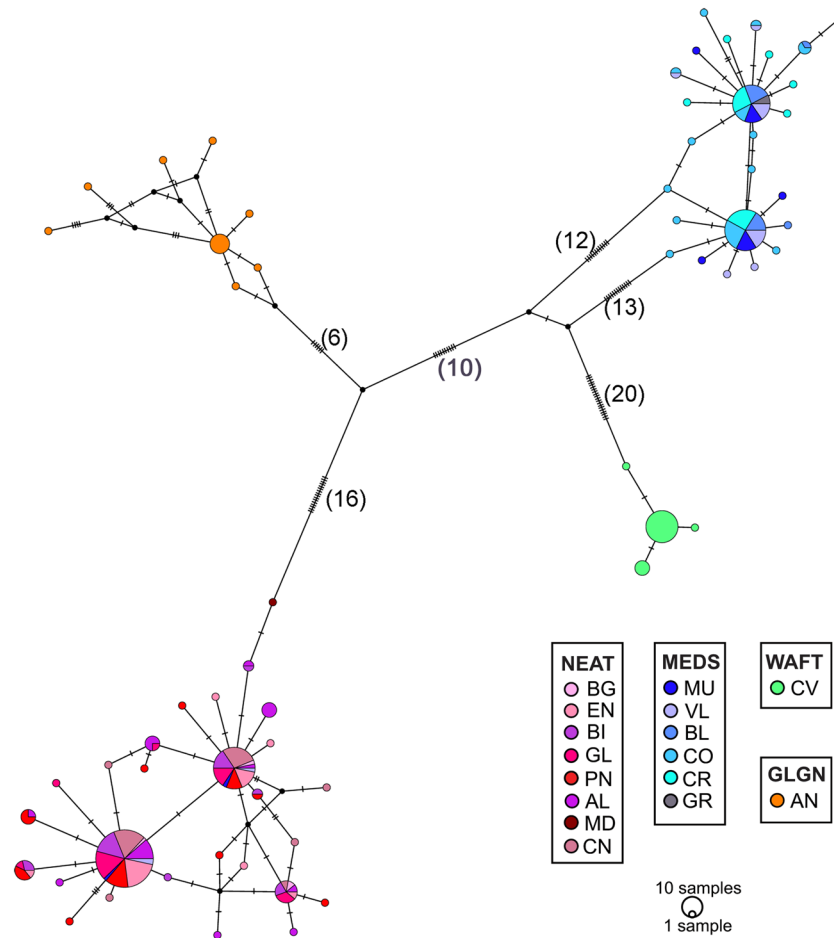 (12)
(13)
(6)
(10)
(20)
(16)
NEAT
BG
EN
BI
GL
PN
AL
MD
CN
MEDS
MU
VL
BL
CO
CR
GR
WAFT
CV
GLGN
AN
10 samples
1 sample